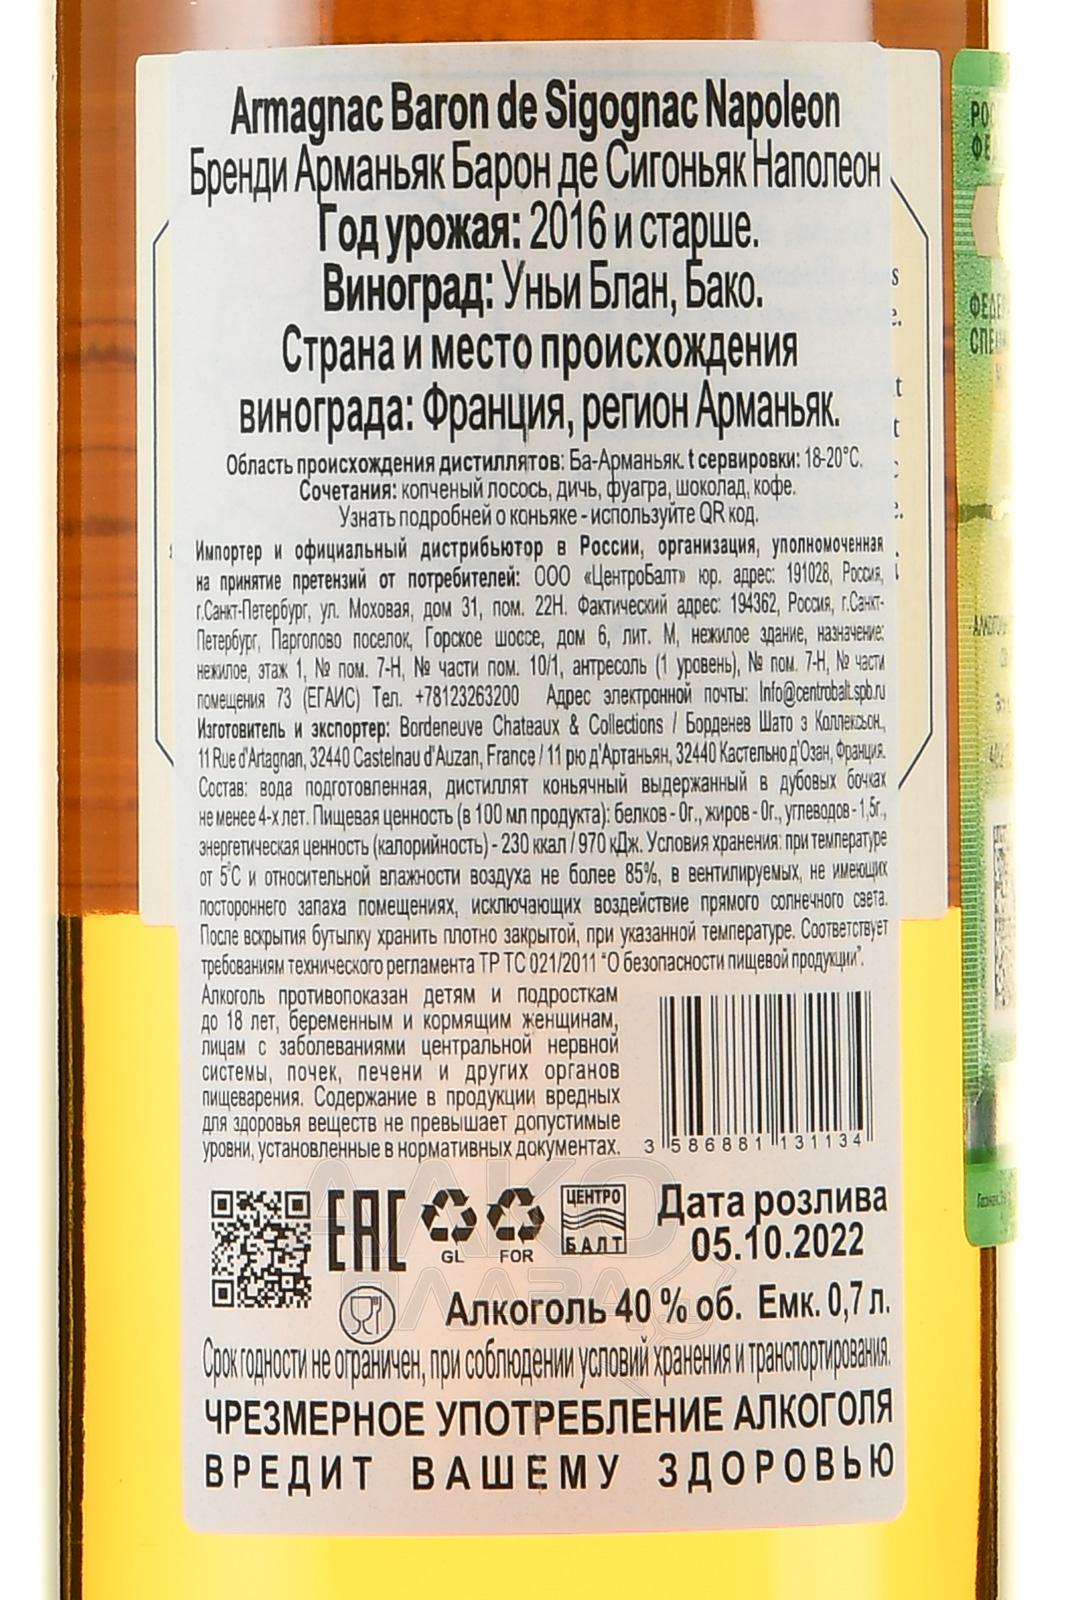 Armagnac Baron de Sigognac Napoleon
Бренди Арманьяк Барон де Сигоньяк Наполеон
Год урожая: 2016 и старше.
Виноград: Уньи Блан, Бако.
Страна и место происхождения
винограда: Франция, регион Арманьяк.
Область происхождения дистиллятов: Ба-Арманьяк. t сервировки: 18-20°С.
Сочетания: копченый лосось, дичь, фуагра, шоколад, кофе.
Узнать подробней о коньяке - используйте QR код.
Импортер и официальный дистрибьютор в России, организация, уполномоченная
на принятие претензий от потребителей: ООО «ЦентроБалт» юр. адрес: 191028, Россия,
г.Санкт-Петербург, ул. Моховая, дом 31, пом. 22Н. Фактический адрес: 194362, Россия, г.Санкт-
Петербург, Парголово поселок, Горское шоссе, дом 6, лит. М, нежилое здание, назначение:
нежилое, этаж 1, № пом. 7-Н, № части пом. 10/1, антресоль (1 уровень), № пом. 7-Н, № части
помещения 73 (ЕГАИС) Тел. +78123263200 Адрес электронной почты: Info@centrobalt.spb.ru
Изготовитель и экспортер: Bordeneuve Chateaux & Collections / Борденев Шато э Коллексьон,
11 Rue d'Artagnan, 32440 Castelnau d'Auzan, France / 11 рю д'Артаньян, 32440 Кастельно д'Озан, Франция.
Состав: вода подготовленная, дистиллят коньячный выдержанный в дубовых бочках
не менее 4-х лет. Пищевая ценность (в 100 мл продукта): белков - 0г., жиров - 0г., углеводов - 1,5г.,
энергетическая ценность (калорийность) - 230 ккал / 970 кДж. Условия хранения: при температуре
от 5°С и относительной влажности воздуха не более 85%, в вентилируемых, не имеющих
постороннего запаха помещениях, исключающих воздействие прямого солнечного света.
После вскрытия бутылку хранить плотно закрытой, при указанной температуре. Соответствует
требованиям технического регламента ТР ТС 021/2011 "О безопасности пищевой продукции".
Алкоголь противопоказан детям и подросткам
до 18 лет, беременным и кормящим женщинам,
лицам с заболеваниями центральной нервной
системы, почек, печени и других органов
пищеварения. Содержание в продукции вредных
для здоровья веществ не превышает допустимые
уровни, установленные в нормативных документах.
3 586881 131134
ЕАС
GL
FOR
ЦЕНТРО
БАЛТ
Дата розлива
05.10.2022
АЛКО
ПЛАЗА
Алкоголь 40 % об. Емк. 0,7 л.
Срок годности не ограничен, при соблюдении условий хранения и транспортирования.
ЧРЕЗМЕРНОЕ УПОТРЕБЛЕНИЕ АЛКОГОЛЯ
ВРЕДИТ ВАШЕМУ ЗДОРОВЬЮ